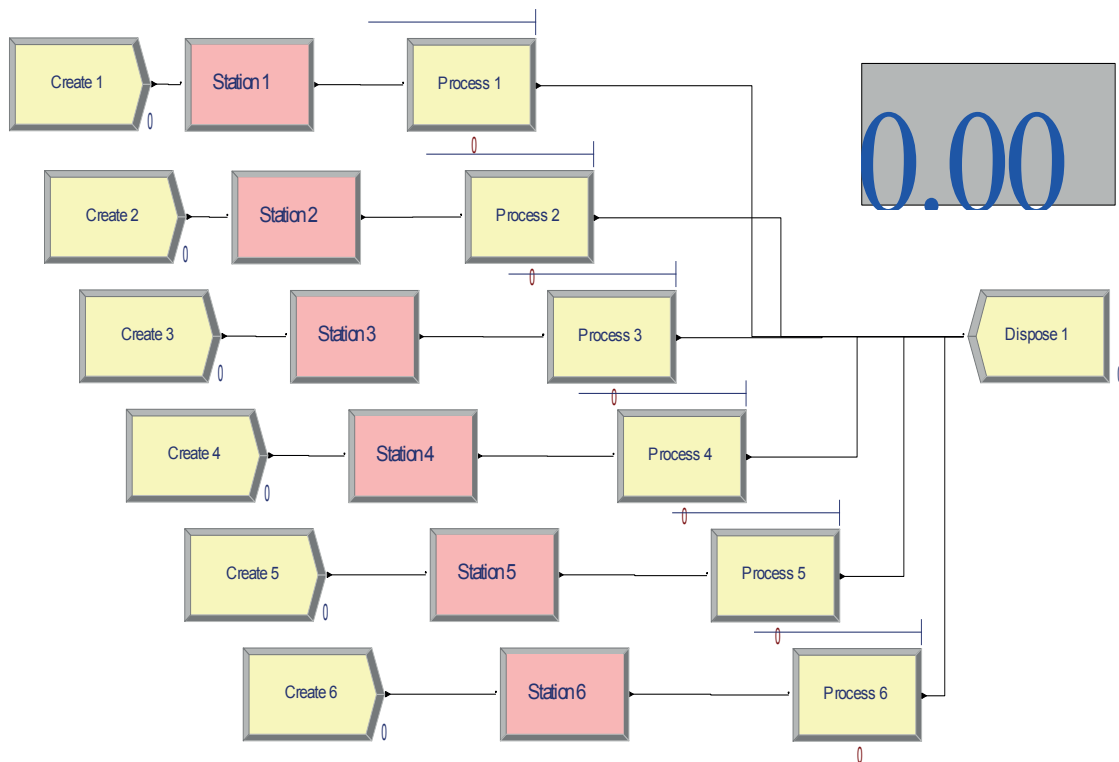 Create 1 Station 1 Process 1
0
0
0.00
Create 2 Station 2 Process 2
0
0
Create 3 Station 3 Process 3
Dispose 1
0
0
Create 4 Station 4 Process 4
0
0
Create 5 Station 5 Process 5
0
0
Create 6 Station 6 Process 6
0
0